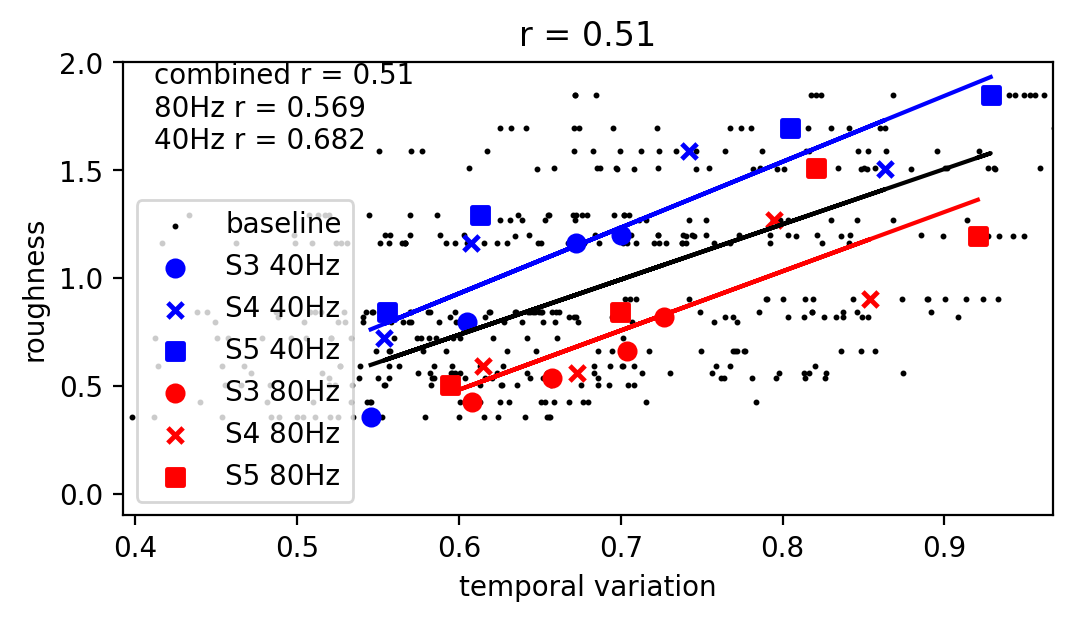 r = 0.51
combined r = 0.51
80Hz r = 0.569
40Hz r = 0.682
baseline
S3 40Hz
S4 40Hz
S5 40Hz
S3 80Hz
S4 80Hz
S5 80Hz
roughness
2.0
1.5
1.0
0.5
0.0
0.4 0.5 0.6 0.7 0.8 0.9
temporal variation